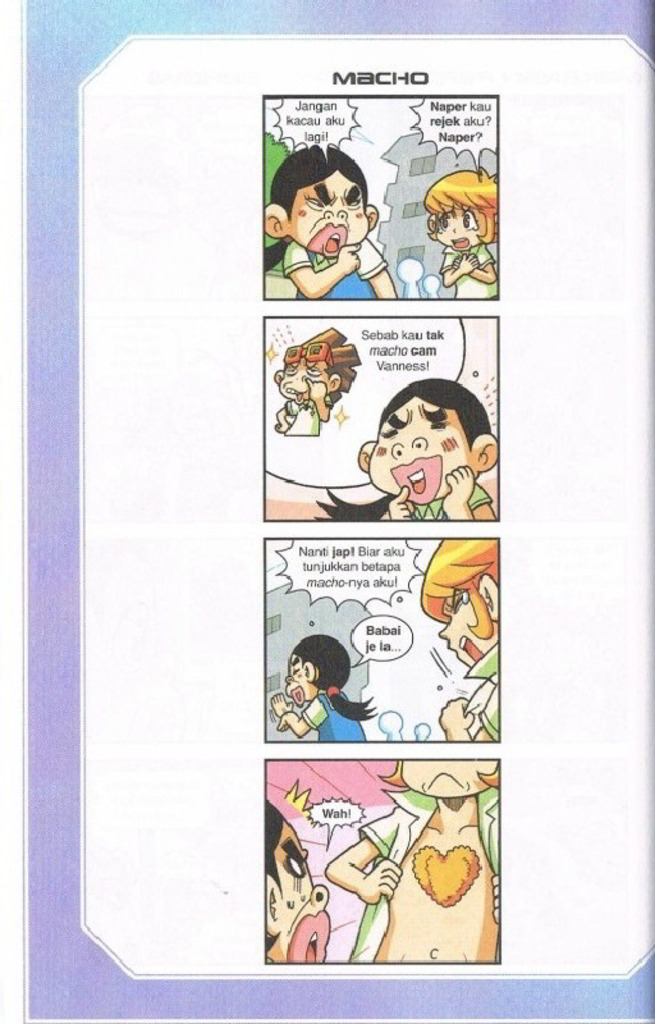 MACHO
Jangan
kacau aku
lagi!
Naper kau
rejek aku?
Naper?
Sebab kau tak
macho cam
Vanness!
Nanti jap! Biar aku
tunjukkan betapa
macho-nya aku!
Babai
je la...
Wah!